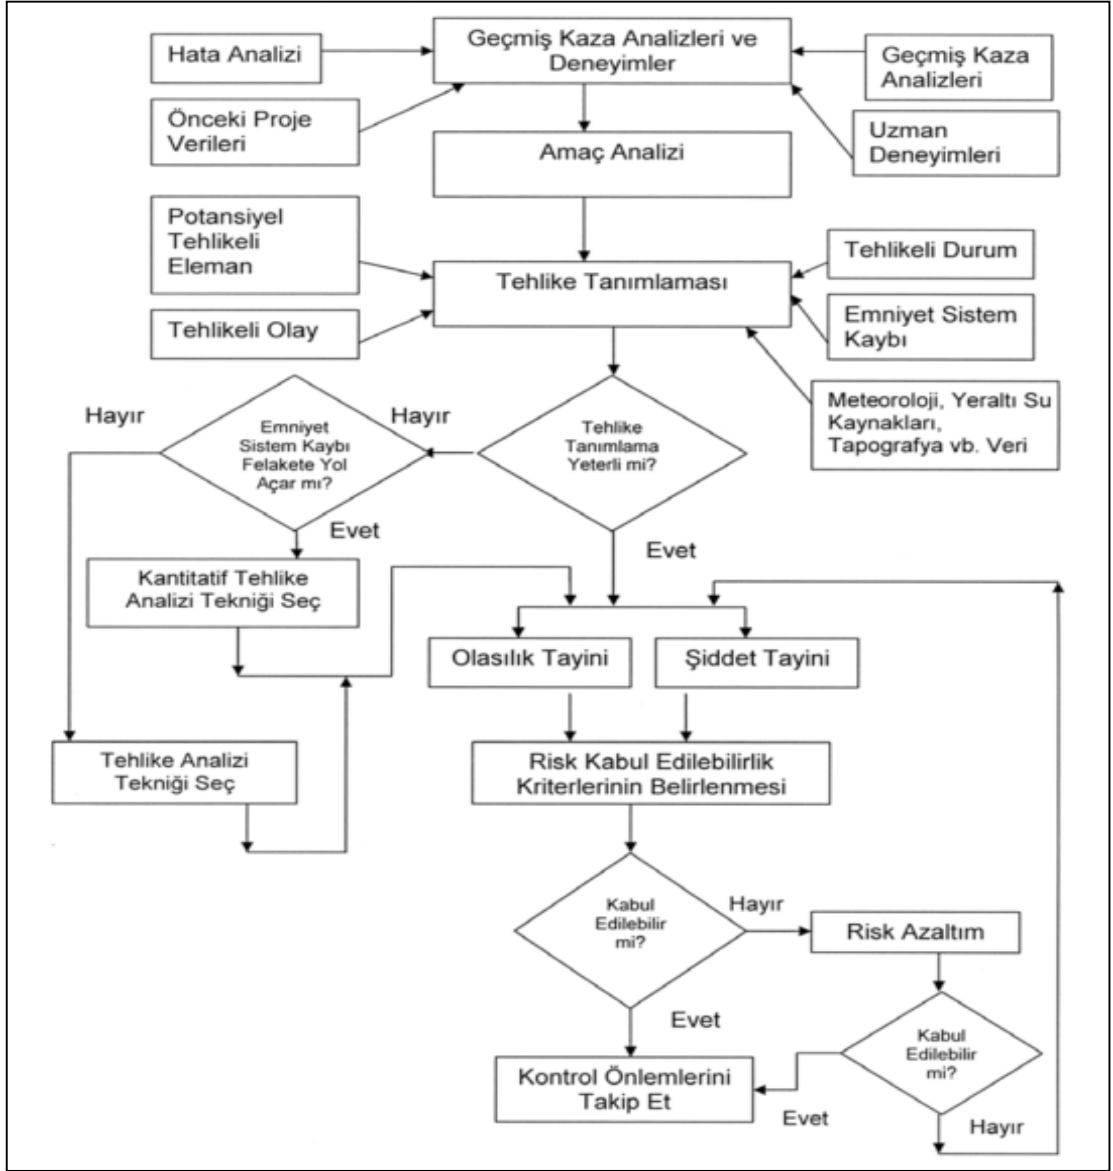 Hata Analizi
Geçmiş Kaza Analizleri ve
Deneyimler
Geçmiş Kaza
Analizleri
Önceki Proje
Verileri
Uzman
Deneyimleri
Amaç Analizi
Potansiyel
Tehlikeli
Eleman
Tehlikeli Durum
Tehlike Tanımlaması
Tehlikeli Olay
Emniyet Sistem
Kaybı
Meteoroloji, Yeraltı Su
Kaynakları,
Tapografya vb. Veri
Hayır
Emniyet
Sistem Kaybı
Felakete Yol
Açar mı?
Hayır
Tehlike
Tanımlama
Yeterli mi?
Evet
Evet
Kantitatif Tehlike
Analizi Tekniği Seç
Olasılık Tayini
Şiddet Tayini
Tehlike Analizi
Tekniği Seç
Risk Kabul Edilebilirlik
Kriterlerinin Belirlenmesi
Kabul
Edilebilir
mi?
Hayır
Risk Azaltım
Evet
Kabul
Edilebilir
mi?
Kontrol Önlemlerini
Takip Et
Evet
Hayır